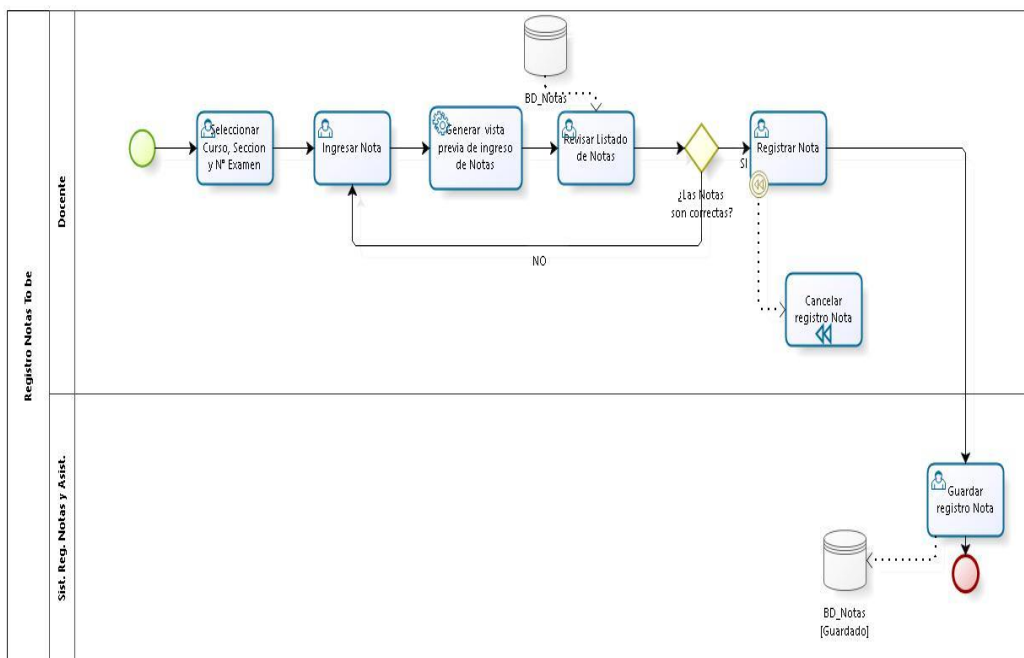 Registro Notas To be
Docente
BD_Notas
Seleccionar
Curso, Seccion
y N° Examen
Ingresar Nota
Generar vista
previa de ingreso
de Notas
Revisar Listado
de Notas
¿Las Notas
son correctas?
SI
NO
Registrar Nota
Cancelar
registro Nota
Sist. Reg. Notas y Asist.
Guardar
registro Nota
BD_Notas
[Guardado]